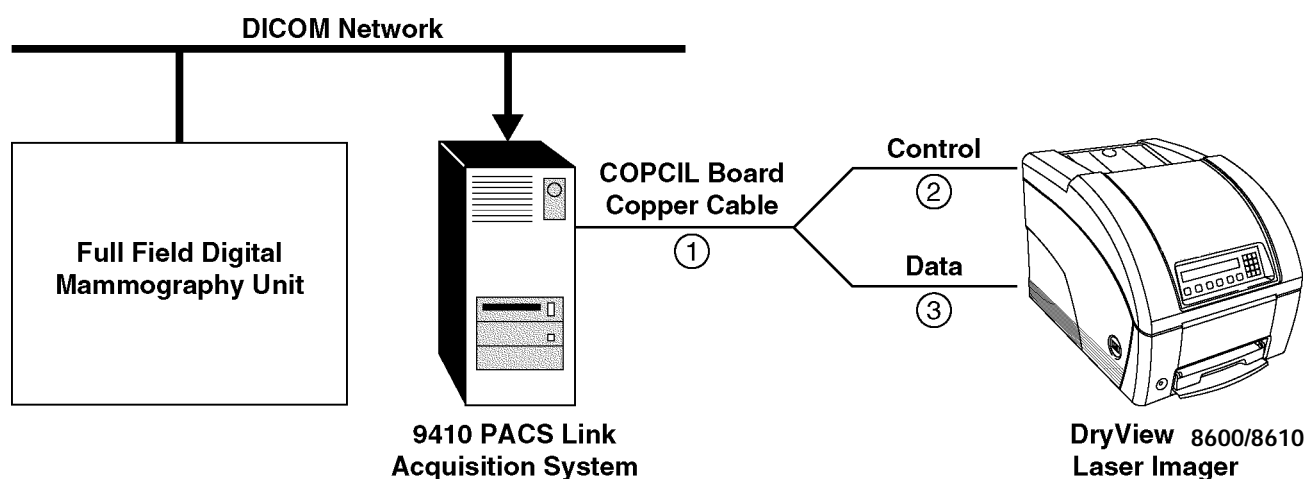 DICOM Network
Full Field Digital
Mammography Unit
COPCIL Board
Copper Cable
1
Control
2
Data
3
9410 PACS Link
Acquisition System
DryView 8600/8610
Laser Imager